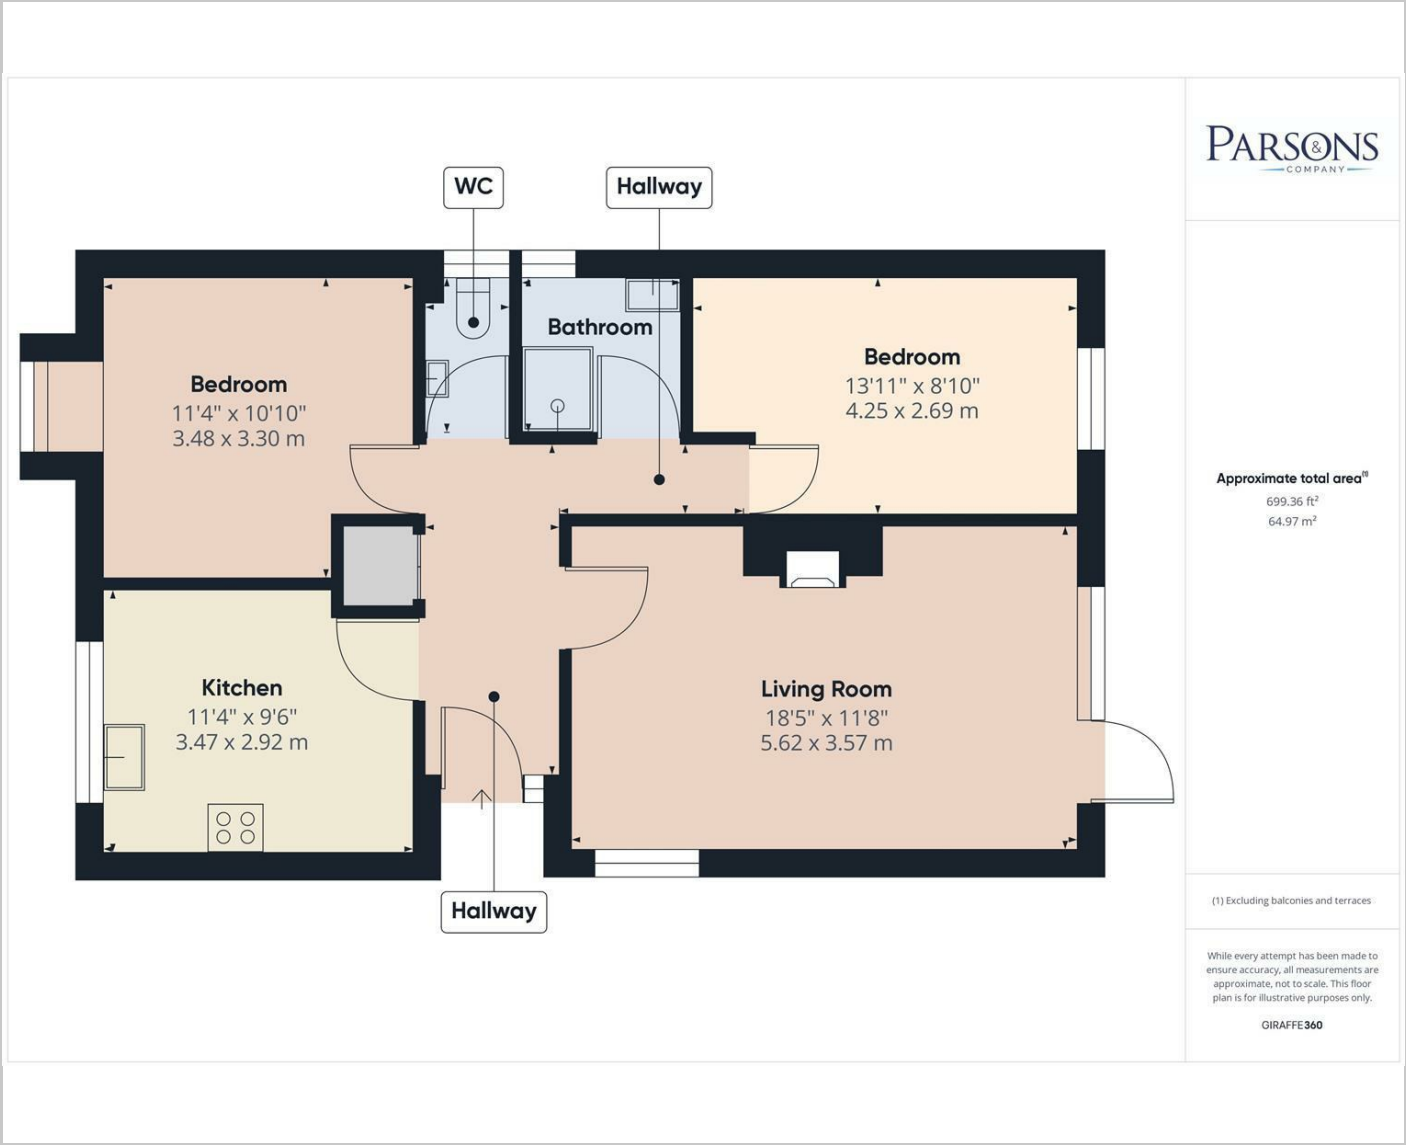 WC
Hallway
Bedroom
11'4" x 10'10"
3.48 x 3.30 m
Bathroom
Bedroom
13'11" x 8'10"
4.25 x 2.69 m
Kitchen
11'4" x 9'6"
3.47 x 2.92 m
Living Room
18'5" x 11'8"
5.62 x 3.57 m
Hallway
PARSONS
&
COMPANY
Approximate total area⁽¹⁾
699.36 ft²
64.97 m²
(1) Excluding balconies and terraces
While every attempt has been made to
ensure accuracy, all measurements are
approximate, not to scale. This floor
plan is for illustrative purposes only.
GIRAFFE360